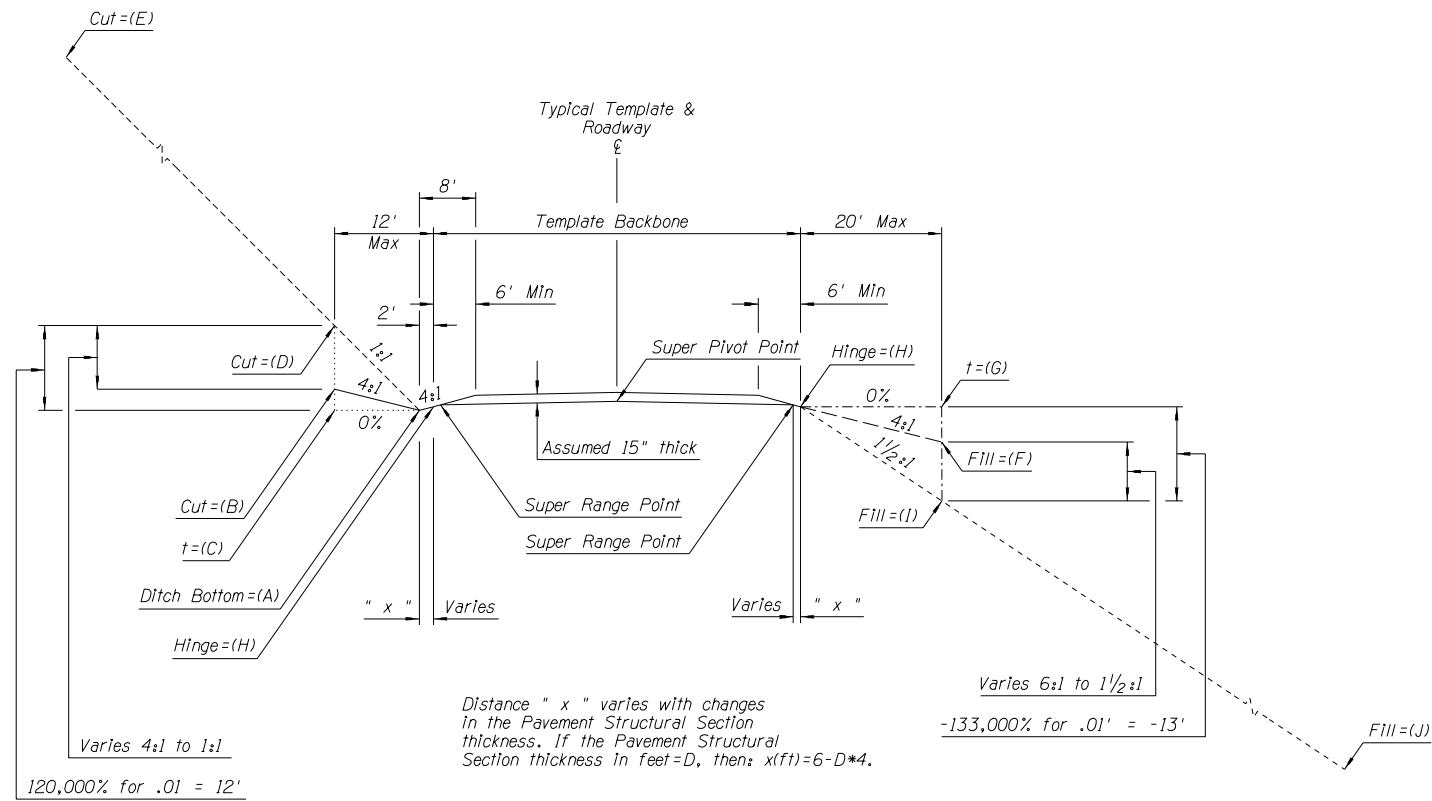 Cut=(E)
Typical Template &
Roadway
℄
8'
12'
Max
Template Backbone
20' Max
6' Min
6' Min
2'
1:1
Super Pivot Point
Hinge=(H)
Cut=(D)
t=(G)
4:1
4:1
0%
0%
4:1
1 1/2:1
Assumed 15" thick
Fill=(F)
Cut=(B)
Super Range Point
Fill=(I)
t=(C)
Super Range Point
Ditch Bottom=(A)
" x "
Varies
Varies
" x "
Hinge=(H)
Varies 6:1 to 1 1/2:1
Distance " x " varies with changes
in the Pavement Structural Section
thickness. If the Pavement Structural
Section thickness in feet=D, then: x(ft)=6-D*4.
-133,000% for .01' = -13'
Fill=(J)
Varies 4:1 to 1:1
120,000% for .01 = 12'